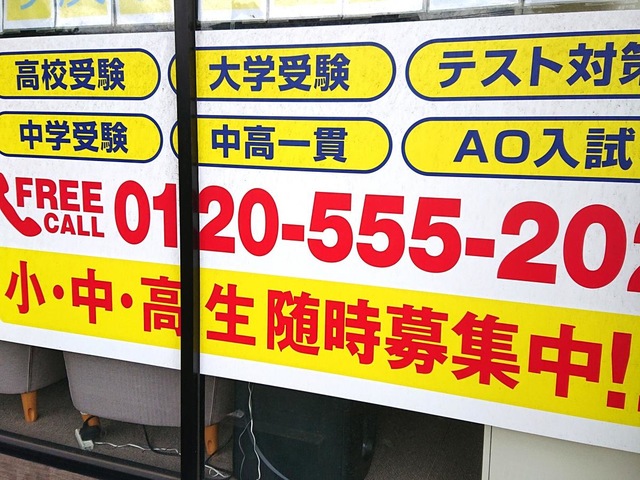 高校受験 大学受験 テスト対策
中学受験 中高一貫 AO入試
FREE CALL 0120-555-202
小・中・高生 随時募集中!!